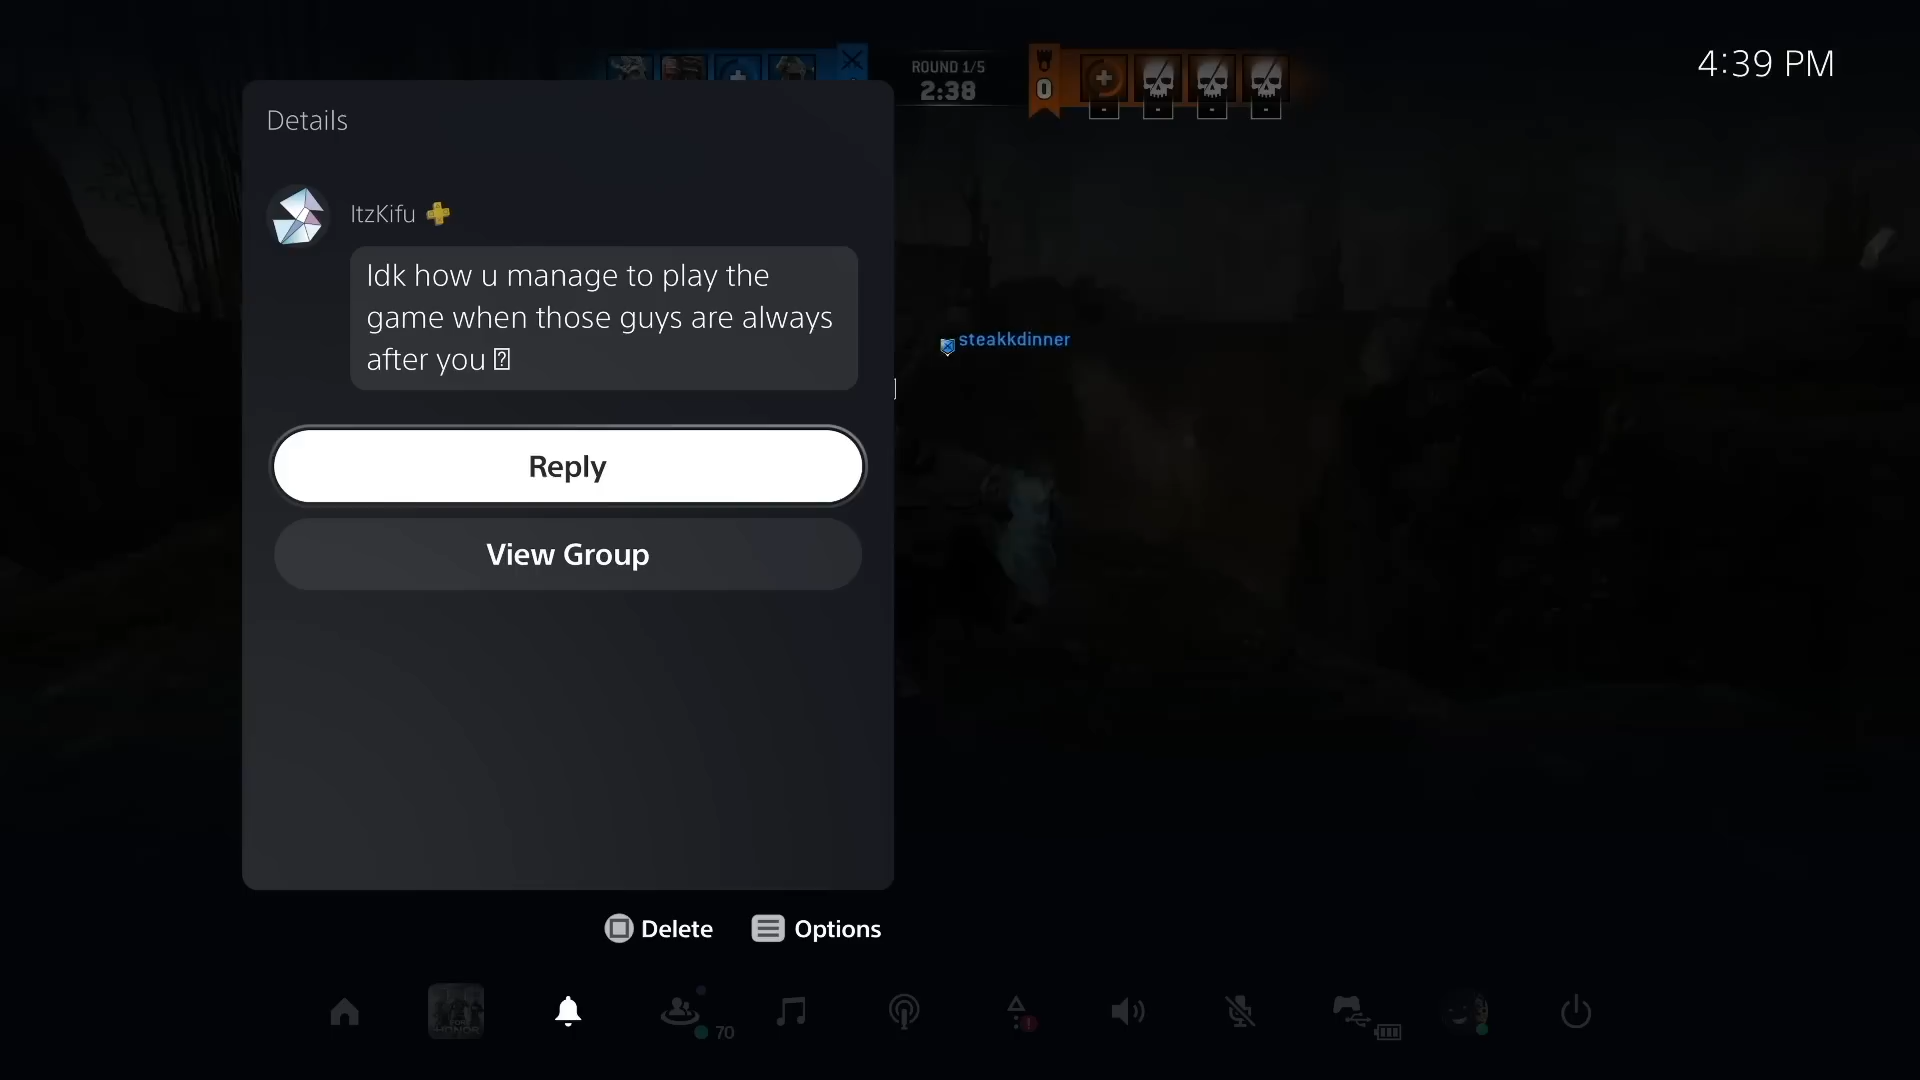 4:39 PM
ROUND 1/5
2:38
0
Details
ItzKifu
Idk how u manage to play the
game when those guys are always
after you
steakkdinner
Reply
View Group
Delete
Options
70
HONOR